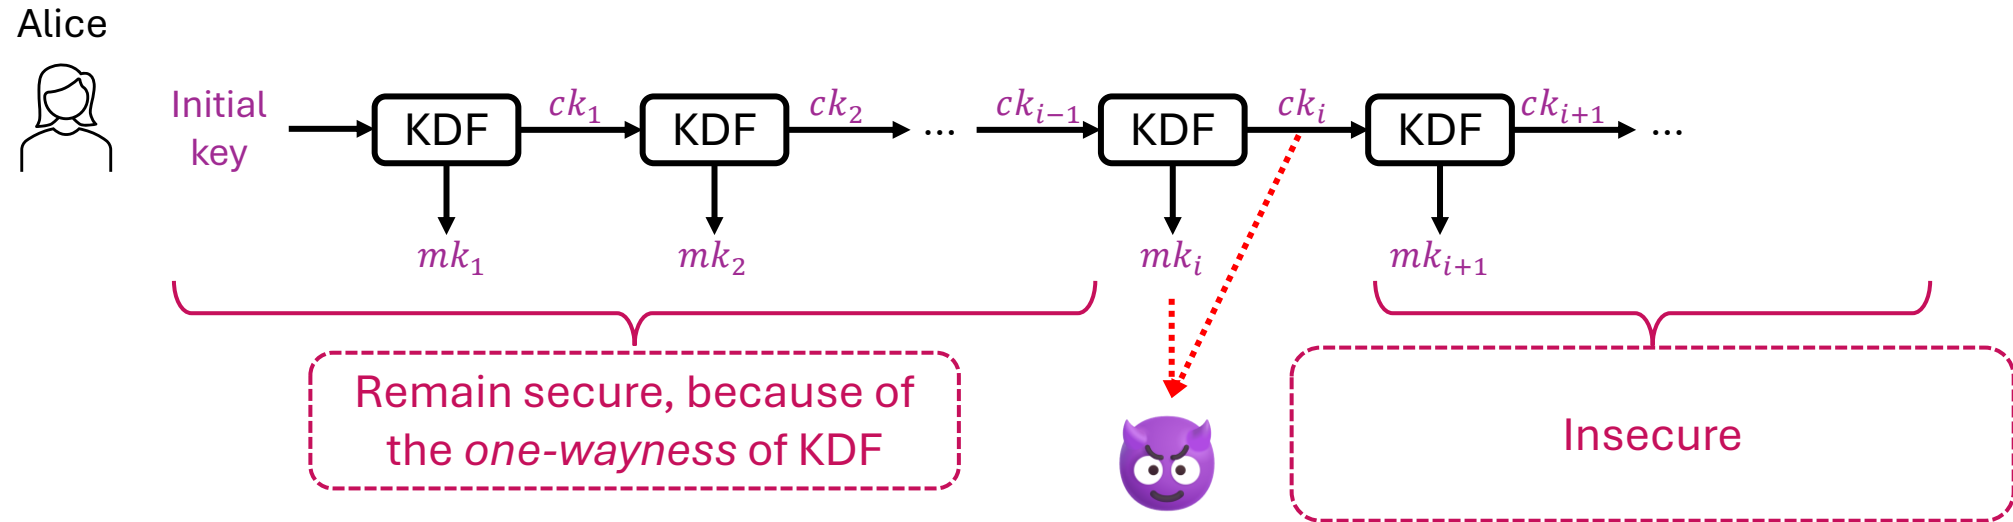 Alice
Initial
key
KDF
ck₁
KDF
ck₂
...
ckᵢ₋₁
KDF
ckᵢ
KDF
ckᵢ₊₁
...
mk₁
mk₂
mkᵢ
mkᵢ₊₁
Remain secure, because of
the one-wayness of KDF
Insecure